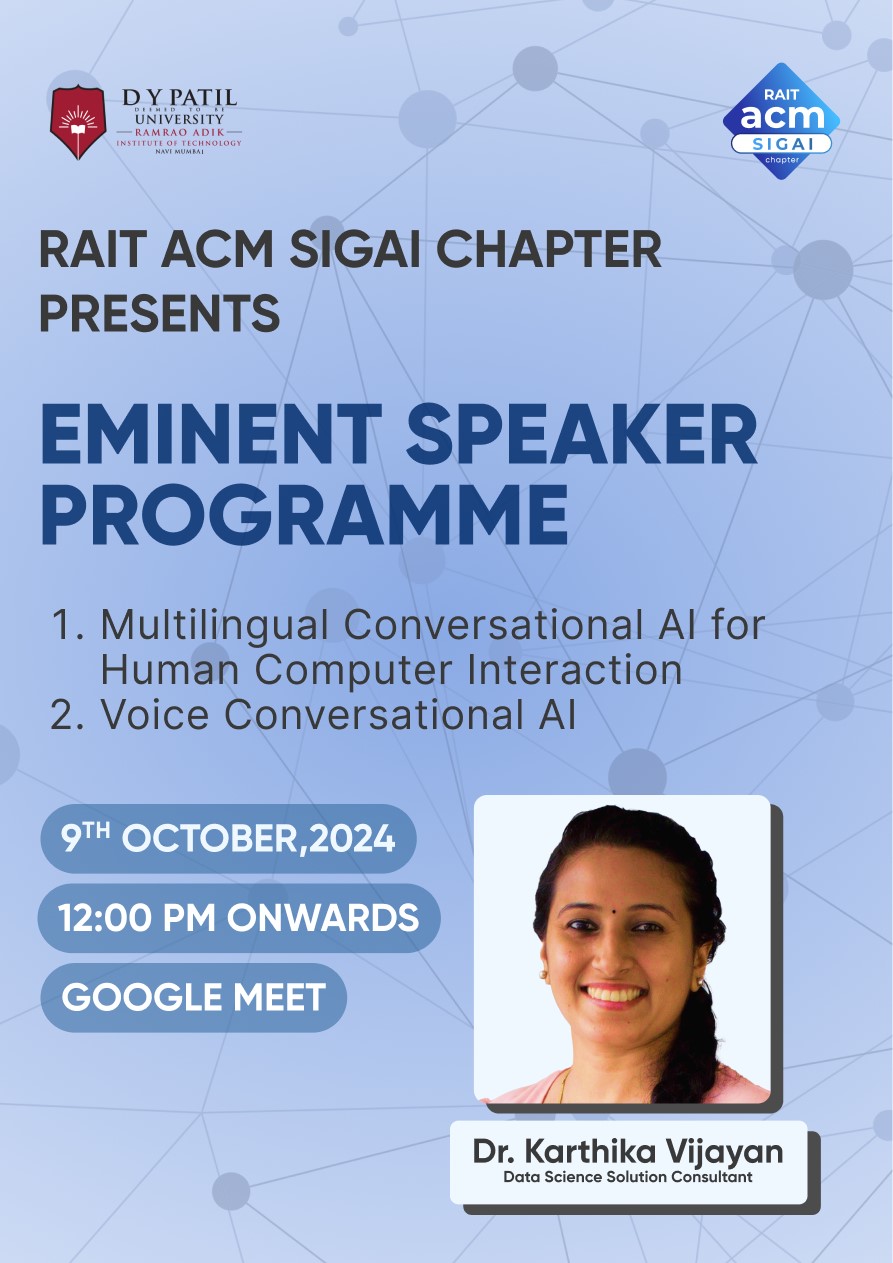 D Y PATIL
DEEMED TO BE
UNIVERSITY
RAMRAO ADIK
INSTITUTE OF TECHNOLOGY
NAVI MUMBAI
RAIT
acm
SIGAI
chapter
RAIT ACM SIGAI CHAPTER
PRESENTS
EMINENT SPEAKER
PROGRAMME
1. Multilingual Conversational AI for
Human Computer Interaction
2. Voice Conversational AI
9TH OCTOBER,2024
12:00 PM ONWARDS
GOOGLE MEET
Dr. Karthika Vijayan
Data Science Solution Consultant